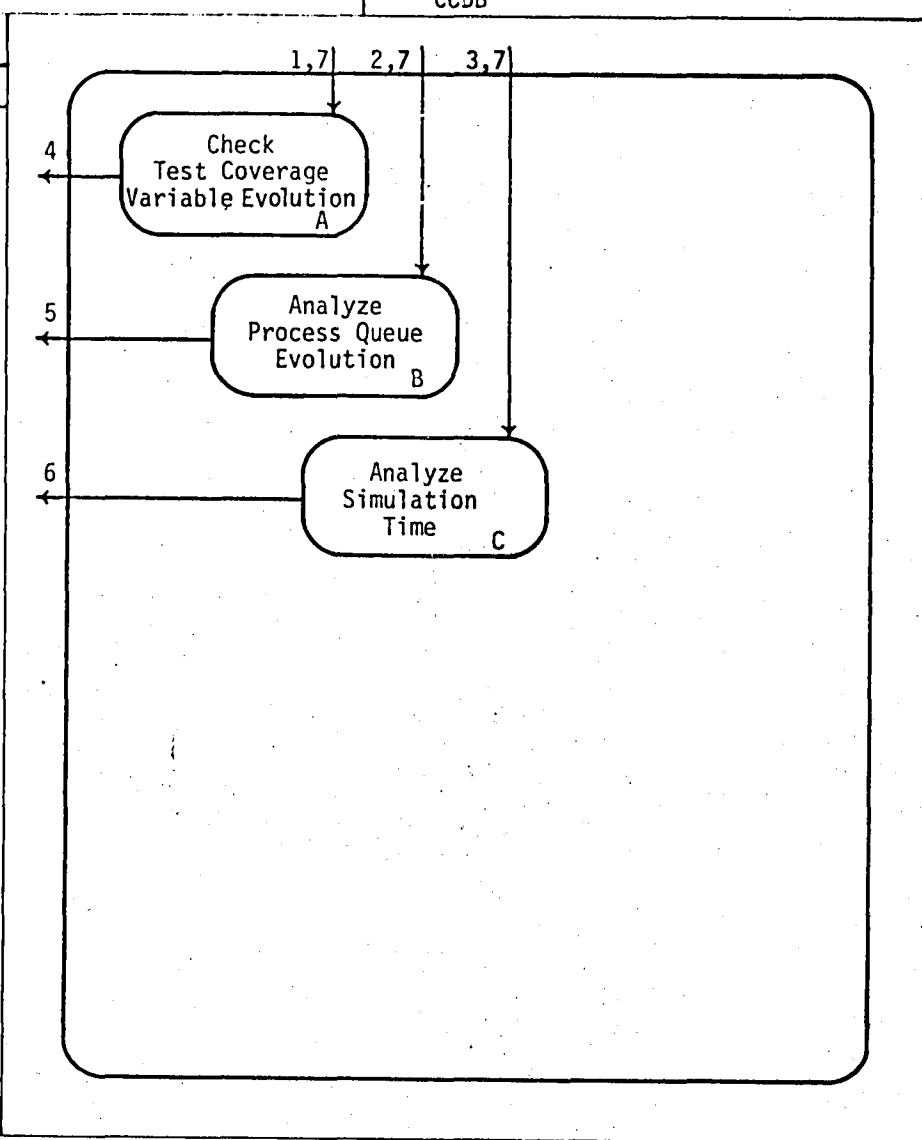 CCDB
1,7 2,7 3,7
4
Check
Test Coverage
Variable Evolution
A
5
Analyze
Process Queue
Evolution
B
6
Analyze
Simulation
Time
C